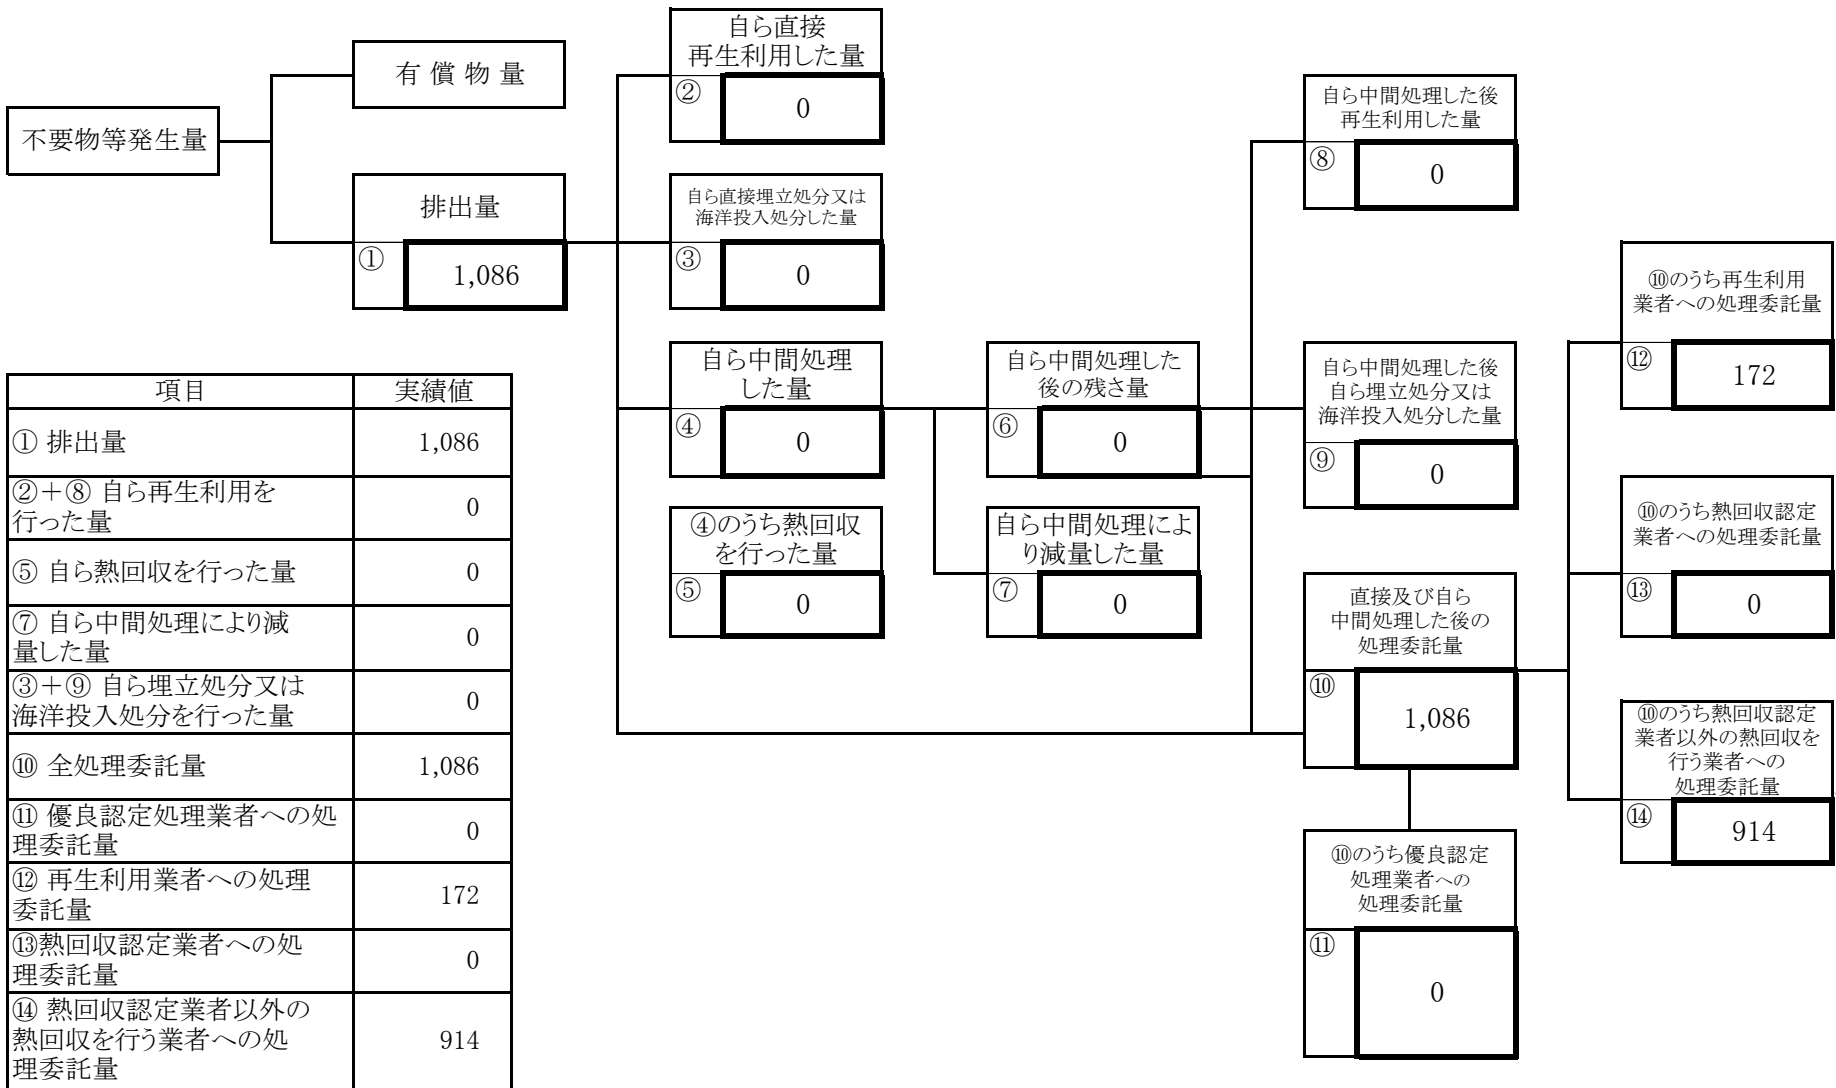 不要物等発生量
有 償 物 量
排出量
①
1,086
自ら直接
再生利用した量
②
0
自ら直接埋立処分又は
海洋投入処分した量
③
0
自ら中間処理
した量
④
0
④のうち熱回収
を行った量
⑤
0
自ら中間処理した
後の残さ量
⑥
0
自ら中間処理によ
り減量した量
⑦
0
自ら中間処理した後
再生利用した量
⑧
0
自ら中間処理した後
自ら埋立処分又は
海洋投入処分した量
⑨
0
直接及び自ら
中間処理した後の
処理委託量
⑩
1,086
⑩のうち優良認定
処理業者への
処理委託量
⑪
0
⑩のうち再生利用
業者への処理委託量
⑫
172
⑩のうち熱回収認定
業者への処理委託量
⑬
0
⑩のうち熱回収認定
業者以外の熱回収を
行う業者への
処理委託量
⑭
914
項目 実績値
① 排出量 1,086
②＋⑧ 自ら再生利用を
行った量 0
⑤ 自ら熱回収を行った量 0
⑦ 自ら中間処理により減
量した量 0
③＋⑨ 自ら埋立処分又は
海洋投入処分を行った量 0
⑩ 全処理委託量 1,086
⑪ 優良認定処理業者への処
理委託量 0
⑫ 再生利用業者への処理
委託量 172
⑬熱回収認定業者への処
理委託量 0
⑭ 熱回収認定業者以外の
熱回収を行う業者への処
理委託量 914